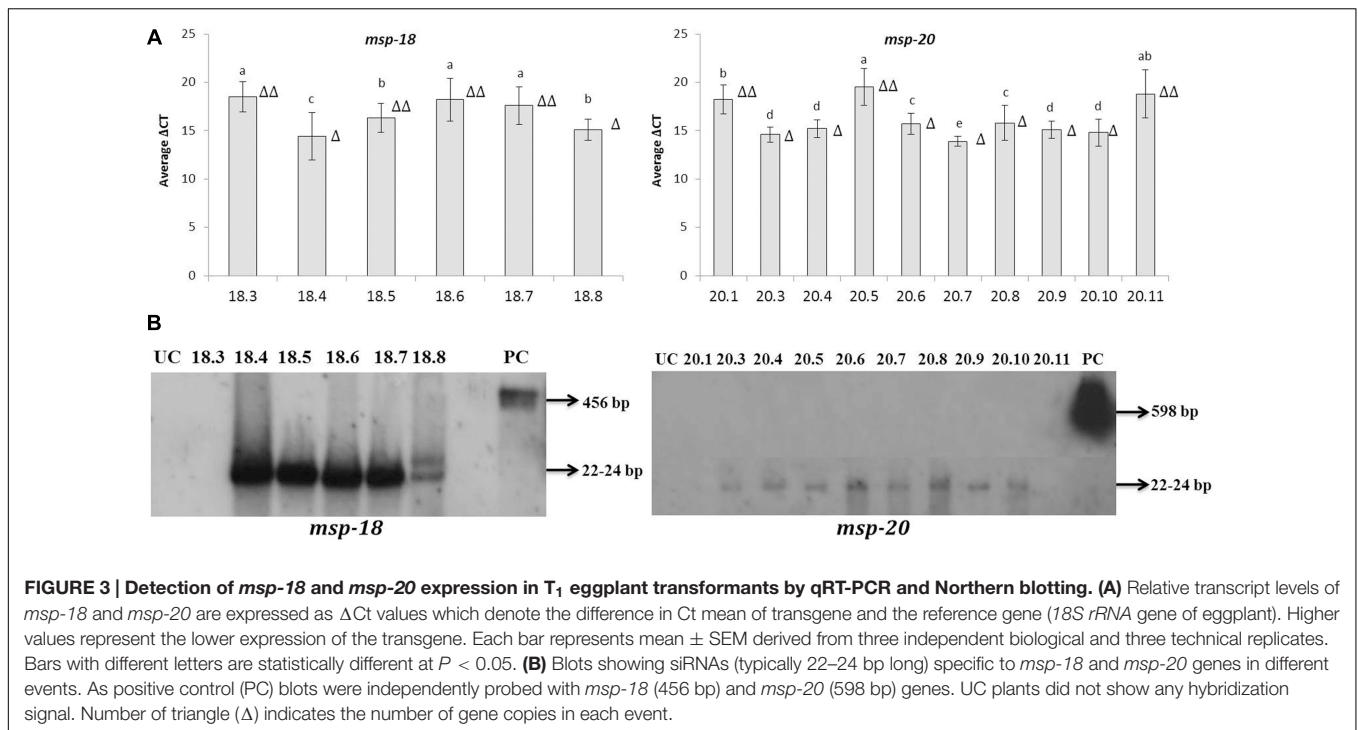 A
msp-18
msp-20
25
20
15
10
5
0
Average ΔCT
a
c
b
a
a
b
ΔΔ
Δ
ΔΔ
ΔΔ
ΔΔ
Δ
18.3 18.4 18.5 18.6 18.7 18.8
25
20
15
10
5
0
Average ΔCT
b
d
d
a
c
e
c
d
d
ab
ΔΔ
Δ
Δ
ΔΔ
Δ
Δ
Δ
Δ
Δ
ΔΔ
20.1 20.3 20.4 20.5 20.6 20.7 20.8 20.9 20.10 20.11
B
UC 18.3 18.4 18.5 18.6 18.7 18.8 PC
456 bp
22-24 bp
msp-18
UC 20.1 20.3 20.4 20.5 20.6 20.7 20.8 20.9 20.10 20.11 PC
598 bp
22-24 bp
msp-20
FIGURE 3 | Detection of msp-18 and msp-20 expression in T1 eggplant transformants by qRT-PCR and Northern blotting. (A) Relative transcript levels of
msp-18 and msp-20 are expressed as ΔCt values which denote the difference in Ct mean of transgene and the reference gene (18S rRNA gene of eggplant). Higher
values represent the lower expression of the transgene. Each bar represents mean ± SEM derived from three independent biological and three technical replicates.
Bars with different letters are statistically different at P < 0.05. (B) Blots showing siRNAs (typically 22–24 bp long) specific to msp-18 and msp-20 genes in different
events. As positive control (PC) blots were independently probed with msp-18 (456 bp) and msp-20 (598 bp) genes. UC plants did not show any hybridization
signal. Number of triangle (Δ) indicates the number of gene copies in each event.